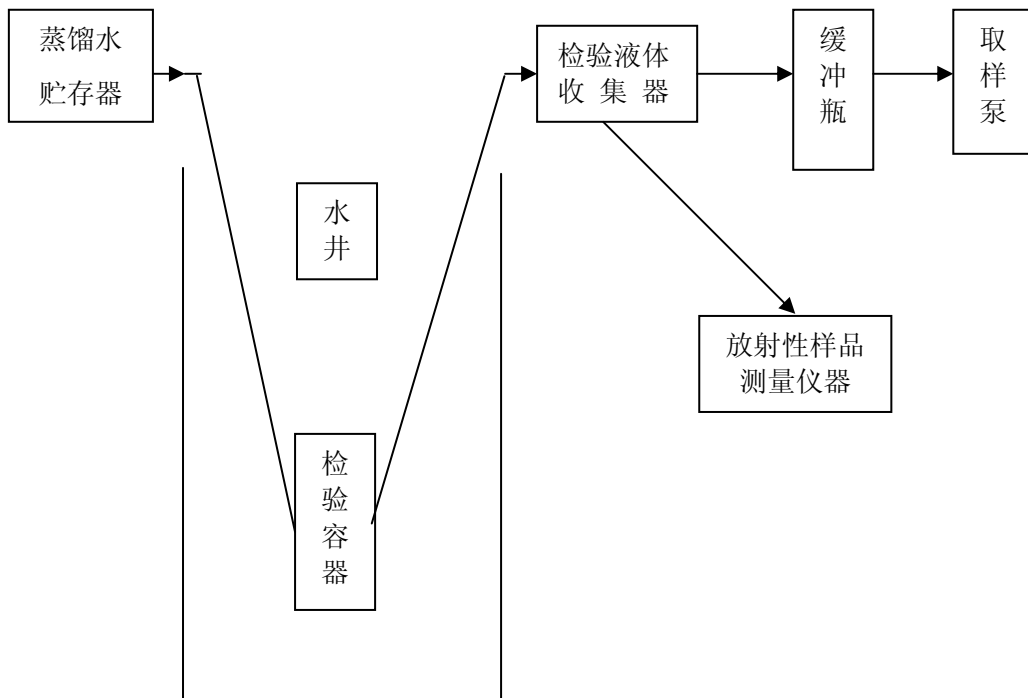 蒸馏水
贮存器
检验液体
收 集 器
缓
冲
瓶
取
样
泵
水
井
放射性样品
测量仪器
检
验
容
器